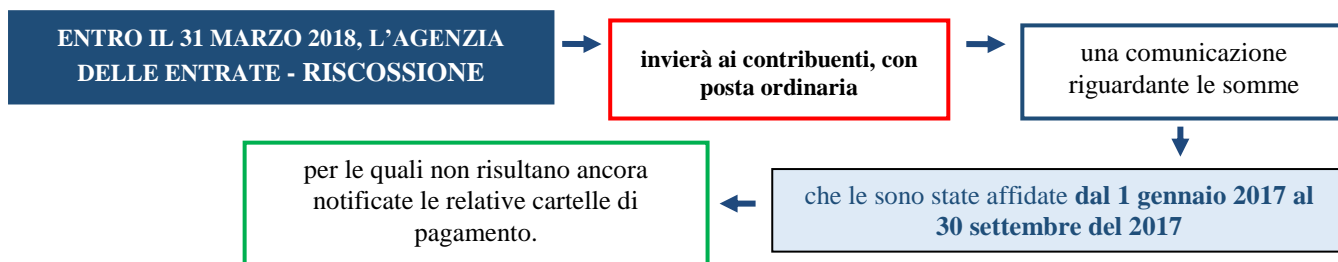 ENTRO IL 31 MARZO 2018, L’AGENZIA
DELLE ENTRATE - RISCOSSIONE
invierà ai contribuenti, con
posta ordinaria
una comunicazione
riguardante le somme
che le sono state affidate dal 1 gennaio 2017 al
30 settembre del 2017
per le quali non risultano ancora
notificate le relative cartelle di
pagamento.